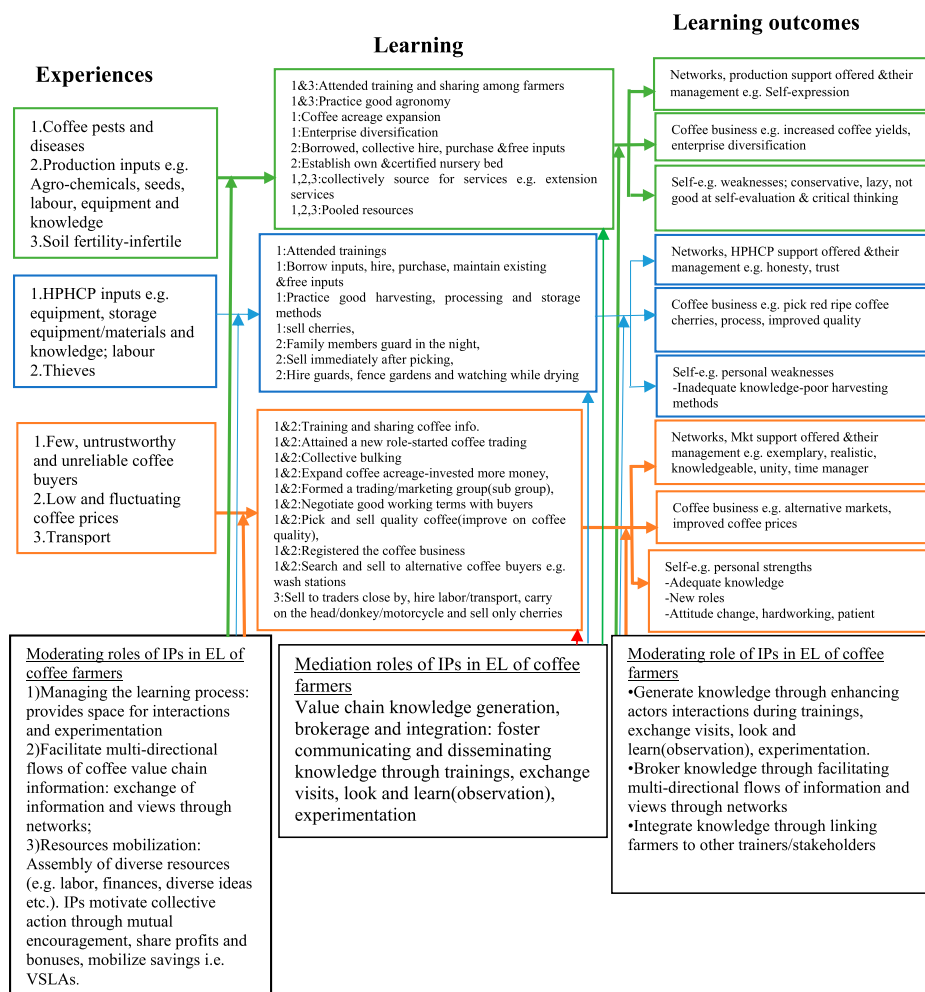 Experiences
1.Coffee pests and
diseases
2.Production inputs e.g.
Agro-chemicals, seeds,
labour, equipment and
knowledge
3.Soil fertility-infertile
1.HPHCP inputs e.g.
equipment, storage
equipment/materials and
knowledge; labour
2.Thieves
1.Few, untrustworthy
and unreliable coffee
buyers
2.Low and fluctuating
coffee prices
3.Transport
Moderating roles of IPs in EL of
coffee farmers
1)Managing the learning process:
provides space for interactions
and experimentation
2)Facilitate multi-directional
flows of coffee value chain
information: exchange of
information and views through
networks;
3)Resources mobilization:
Assembly of diverse resources
(e.g. labor, finances, diverse ideas
etc.). IPs motivate collective
action through mutual
encouragement, share profits and
bonuses, mobilize savings i.e.
VSLAs.
Learning
1&3:Attended training and sharing among farmers
1&3:Practice good agronomy
1:Coffee acreage expansion
1:Enterprise diversification
2:Borrowed, collective hire, purchase &free inputs
2:Establish own &certified nursery bed
1,2,3:collectively source for services e.g. extension
services
1,2,3:Pooled resources
1:Attended trainings
1:Borrow inputs, hire, purchase, maintain existing
&free inputs
1:Practice good harvesting, processing and storage
methods
1:sell cherries,
2:Family members guard in the night,
2:Sell immediately after picking,
2:Hire guards, fence gardens and watching while drying
1&2:Training and sharing coffee info.
1&2:Attained a new role-started coffee trading
1&2:Collective bulking
1&2:Expand coffee acreage-invested more money,
1&2:Formed a trading/marketing group(sub group),
1&2:Negotiate good working terms with buyers
1&2:Pick and sell quality coffee(improve on coffee
quality),
1&2:Registered the coffee business
1&2:Search and sell to alternative coffee buyers e.g.
wash stations
3:Sell to traders close by, hire labor/transport, carry
on the head/donkey/motorcycle and sell only cherries
Mediation roles of IPs in EL of coffee
farmers
Value chain knowledge generation,
brokerage and integration: foster
communicating and disseminating
knowledge through trainings, exchange
visits, look and learn(observation),
experimentation
Learning outcomes
Networks, production support offered &their
management e.g. Self-expression
Coffee business e.g. increased coffee yields,
enterprise diversification
Self-e.g. weaknesses; conservative, lazy, not
good at self-evaluation & critical thinking
Networks, HPHCP support offered &their
management e.g. honesty, trust
Coffee business e.g. pick red ripe coffee
cherries, process, improved quality
Self-e.g. personal weaknesses
-Inadequate knowledge-poor harvesting
methods
Networks, Mkt support offered &their
management e.g. exemplary, realistic,
knowledgeable, unity, time manager
Coffee business e.g. alternative markets,
improved coffee prices
Self-e.g. personal strengths
-Adequate knowledge
-New roles
-Attitude change, hardworking, patient
Moderating role of IPs in EL of coffee
farmers
•Generate knowledge through enhancing
actors interactions during trainings,
exchange visits, look and
learn(observation), experimentation.
•Broker knowledge through facilitating
multi-directional flows of information and
views through networks
•Integrate knowledge through linking
farmers to other trainers/stakeholders